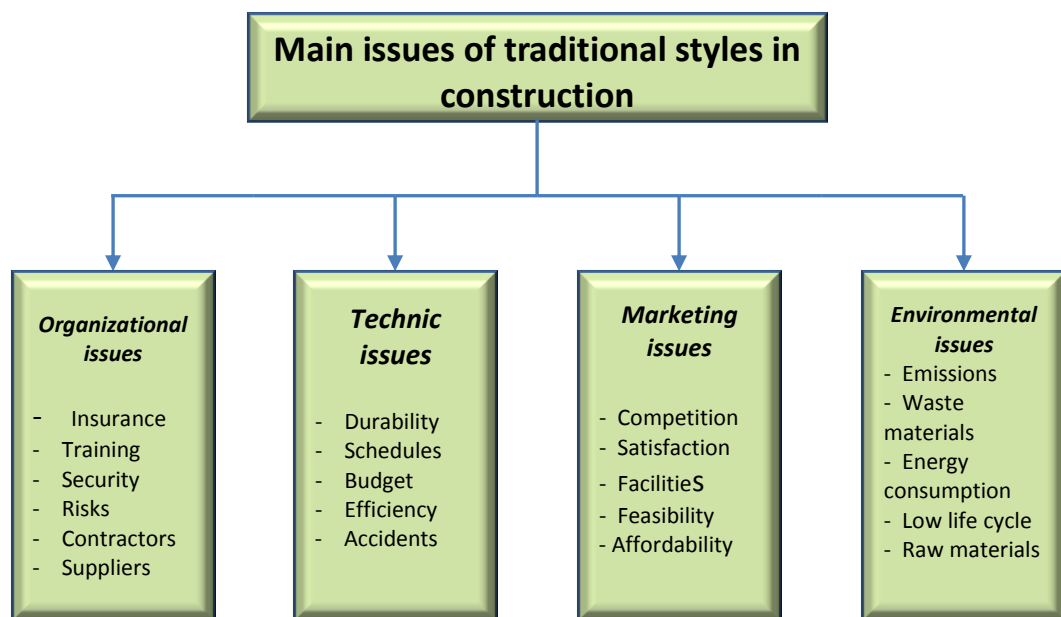 Main issues of traditional styles in
construction
Organizational
issues
- Insurance
- Training
- Security
- Risks
- Contractors
- Suppliers
Technic
issues
- Durability
- Schedules
- Budget
- Efficiency
- Accidents
Marketing
issues
- Competition
- Satisfaction
- FacilitieS
- Feasibility
- Affordability
Environmental
issues
- Emissions
- Waste
materials
- Energy
consumption
- Low life cycle
- Raw materials